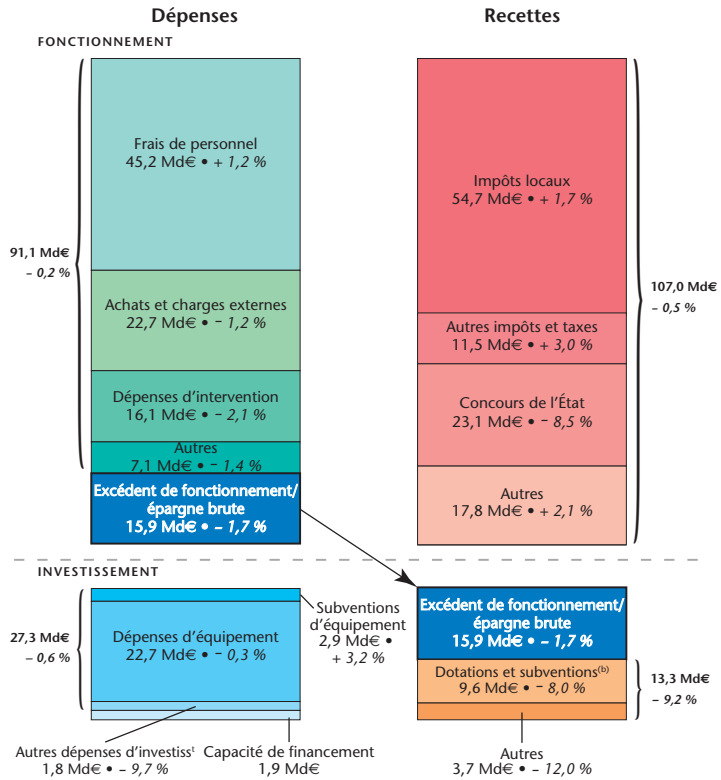 Dépenses
Recettes
FONCTIONNEMENT
Frais de personnel
45,2 Md€ • + 1,2 %
Achats et charges externes
22,7 Md€ • – 1,2 %
Dépenses d'intervention
16,1 Md€ • – 2,1 %
Autres
7,1 Md€ • – 1,4 %
Excédent de fonctionnement/
épargne brute
15,9 Md€ • – 1,7 %
91,1 Md€
– 0,2 %
Impôts locaux
54,7 Md€ • + 1,7 %
Autres impôts et taxes
11,5 Md€ • + 3,0 %
Concours de l'État
23,1 Md€ • – 8,5 %
Autres
17,8 Md€ • + 2,1 %
107,0 Md€
– 0,5 %
INVESTISSEMENT
27,3 Md€
– 0,6 %
Dépenses d'équipement
22,7 Md€ • – 0,3 %
Subventions
d'équipement
2,9 Md€ •
+ 3,2 %
Autres dépenses d'investissᵗ
1,8 Md€ • – 9,7 %
Capacité de financement
1,9 Md€
Excédent de fonctionnement/
épargne brute
15,9 Md€ • – 1,7 %
Dotations et subventions(b)
9,6 Md€ • – 8,0 %
13,3 Md€
– 9,2 %
Autres
3,7 Md€ • – 12,0 %